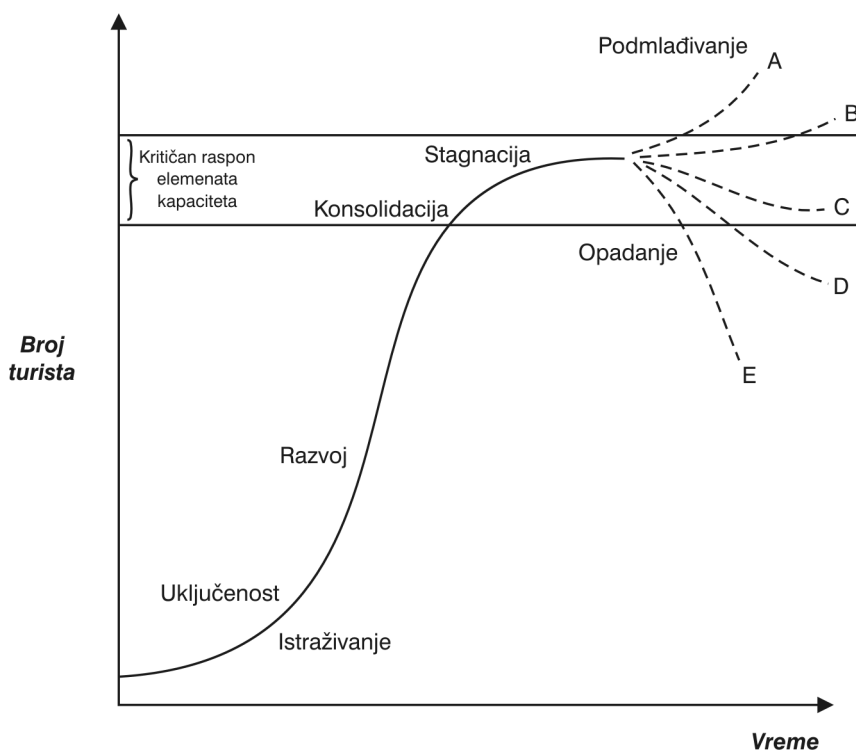 Podmlađivanje
A
B
Kritičan raspon
elemenata
kapaciteta
Stagnacija
Konsolidacija
C
Opadanje
D
Broj
turista
E
Razvoj
Uključenost
Istraživanje
Vreme